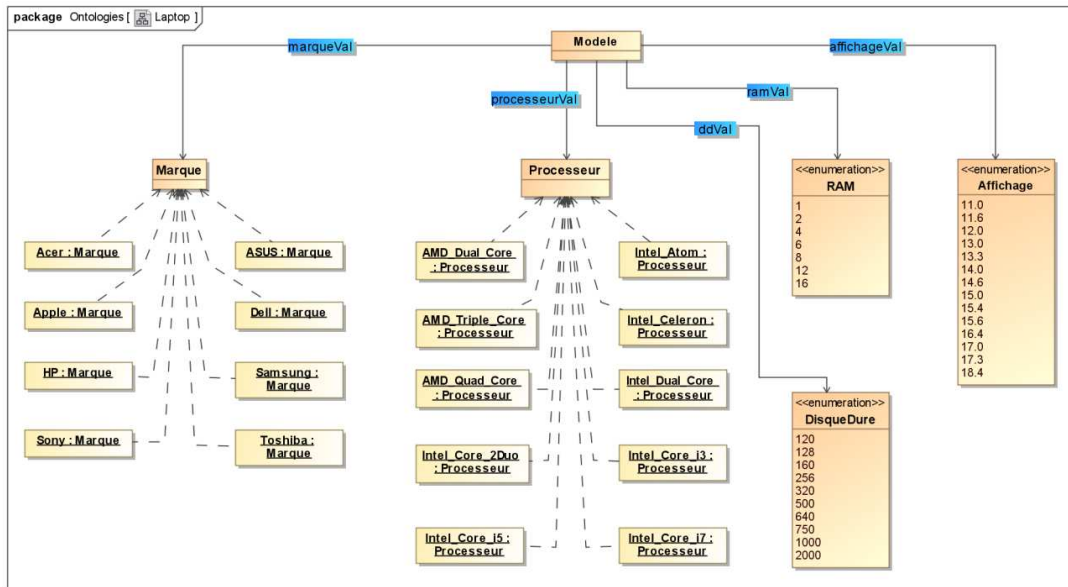 package Ontologies [ Laptop ]
Modele
marqueVal
affichageVal
processeurVal
ramVal
ddVal
Marque
Processeur
<<enumeration>>
RAM
1
2
4
6
8
12
16
<<enumeration>>
Affichage
11.0
11.6
12.0
13.0
13.3
14.0
14.6
15.0
15.4
15.6
16.4
17.0
17.3
18.4
Acer : Marque
ASUS : Marque
Apple : Marque
Dell : Marque
HP : Marque
Samsung :
Marque
Sony : Marque
Toshiba :
Marque
AMD_Dual_Core
: Processeur
Intel_Atom :
Processeur
AMD_Triple_Core
: Processeur
Intel_Celeron :
Processeur
AMD_Quad_Core
: Processeur
Intel_Dual_Core
: Processeur
Intel_Core_2Duo
: Processeur
Intel_Core_i3 :
Processeur
Intel_Core_i5 :
Processeur
Intel_Core_i7 :
Processeur
<<enumeration>>
DisqueDure
120
128
160
256
320
500
640
750
1000
2000